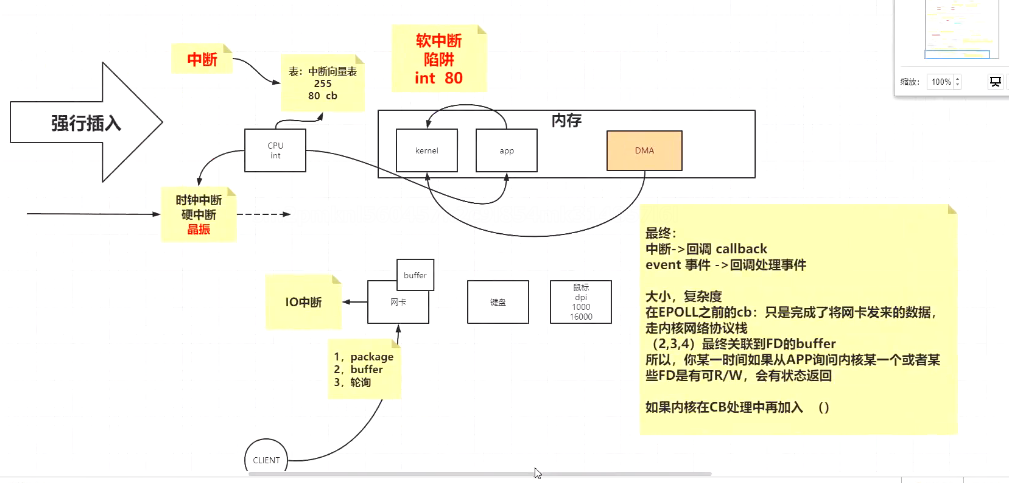 缩放：
100%
中断
表：中断向量表
255
80 cb
软中断
陷阱
int 80
强行插入
CPU
Int
内存
kernel
app
DMA
时钟中断
硬中断
晶振
IO中断
buffer
网卡
键盘
鼠标
dpi
1000
16000
1，package
2，buffer
3，轮询
CLIENT
最终：
中断->回调 callback
event 事件 ->回调处理事件
大小，复杂度
在EPOLL之前的cb：只是完成了将网卡发来的数据，
走内核网络协议栈
（2,3,4）最终关联到FD的buffer
所以，你某一时间如果从APP询问内核某一个或者某
些FD是有可R/W，会有状态返回
如果内核在CB处理中再加入 （）